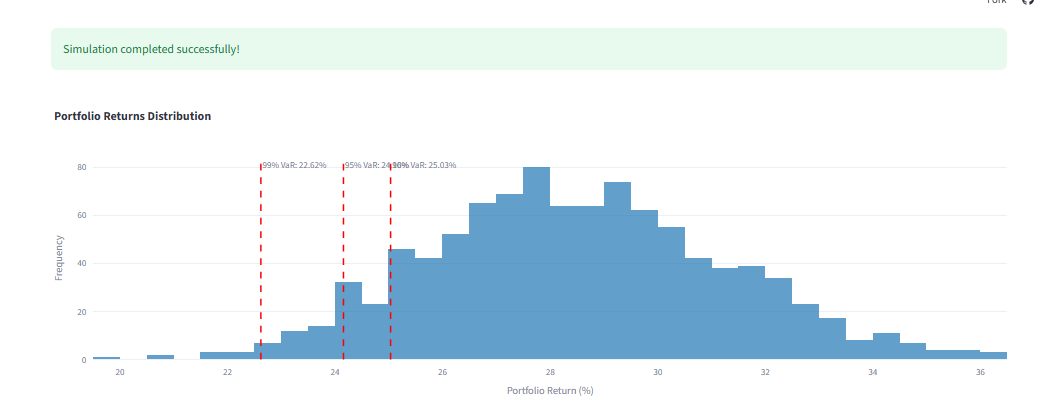 Simulation completed successfully!
Portfolio Returns Distribution
99% VaR: 22.62%
95% VaR:
VaR: 25.03%
80
60
40
20
0
Frequency
20
22
24
26
28
30
32
34
36
Portfolio Return (%)